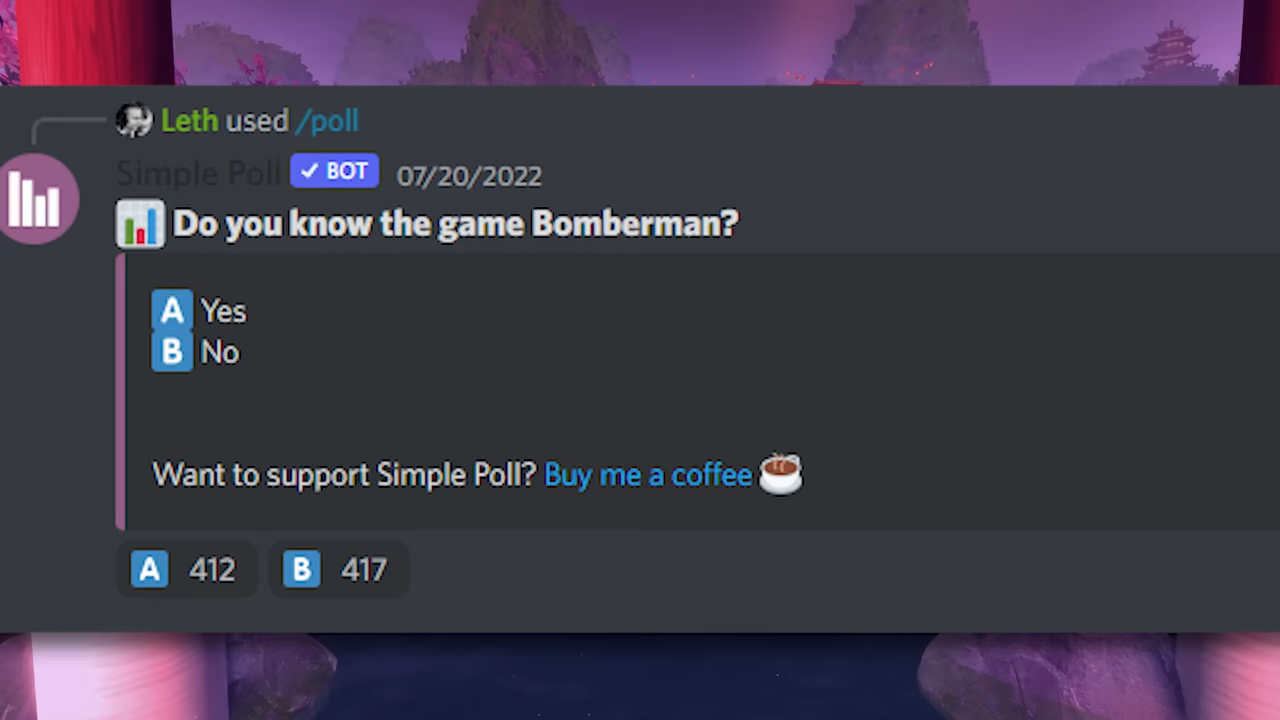 Leth used /poll
Simple Poll ✓ BOT 07/20/2022
Do you know the game Bomberman?
A Yes
B No
Want to support Simple Poll? Buy me a coffee
A 412 B 417